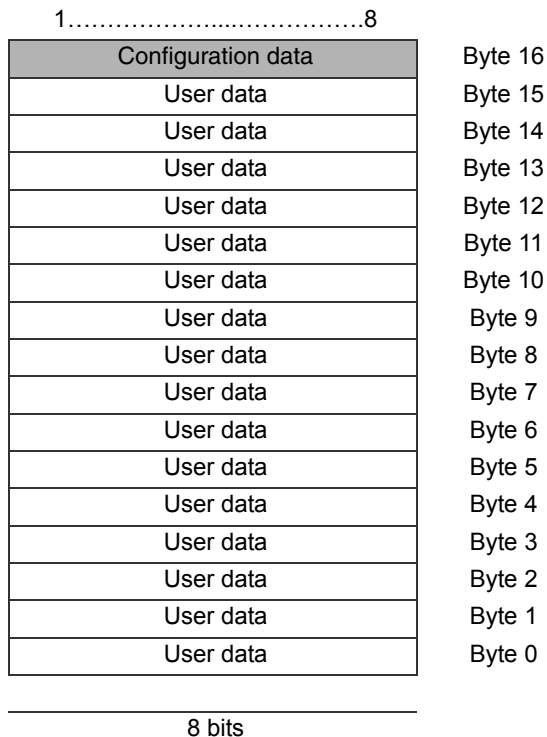 1………………....…………….8
Configuration data Byte 16
User data Byte 15
User data Byte 14
User data Byte 13
User data Byte 12
User data Byte 11
User data Byte 10
User data Byte 9
User data Byte 8
User data Byte 7
User data Byte 6
User data Byte 5
User data Byte 4
User data Byte 3
User data Byte 2
User data Byte 1
User data Byte 0
8 bits